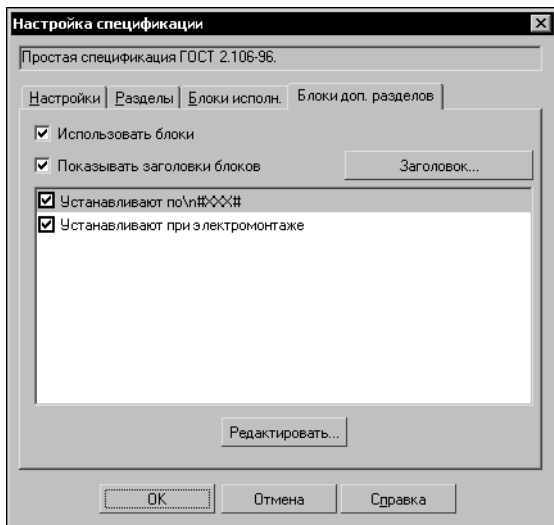 Настройка спецификации
Простая спецификация ГОСТ 2.106-96.
Настройки Разделы Блоки исполн. Блоки доп. разделов
Использовать блоки
Показывать заголовки блоков Заголовок...
Устанавливают по\n#XXX#
Устанавливают при электромонтаже
Редактировать...
OK Отмена Справка